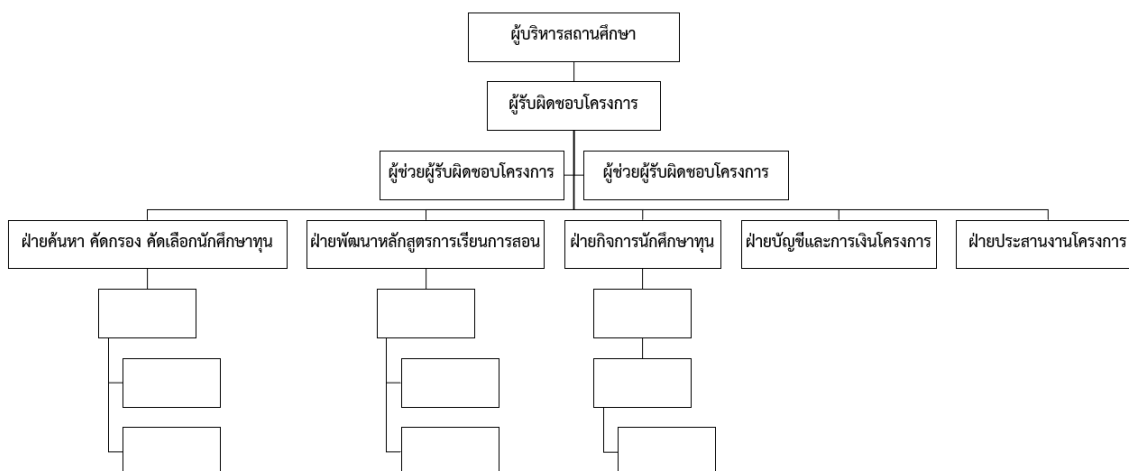 ผู้บริหารสถานศึกษา
ผู้รับผิดชอบโครงการ
ผู้ช่วยผู้รับผิดชอบโครงการ
ผู้ช่วยผู้รับผิดชอบโครงการ
ฝ่ายค้นหา คัดกรอง คัดเลือกนักศึกษาทุน
ฝ่ายพัฒนาหลักสูตรการเรียนการสอน
ฝ่ายกิจการนักศึกษาทุน
ฝ่ายบัญชีและการเงินโครงการ
ฝ่ายประสานงานโครงการ